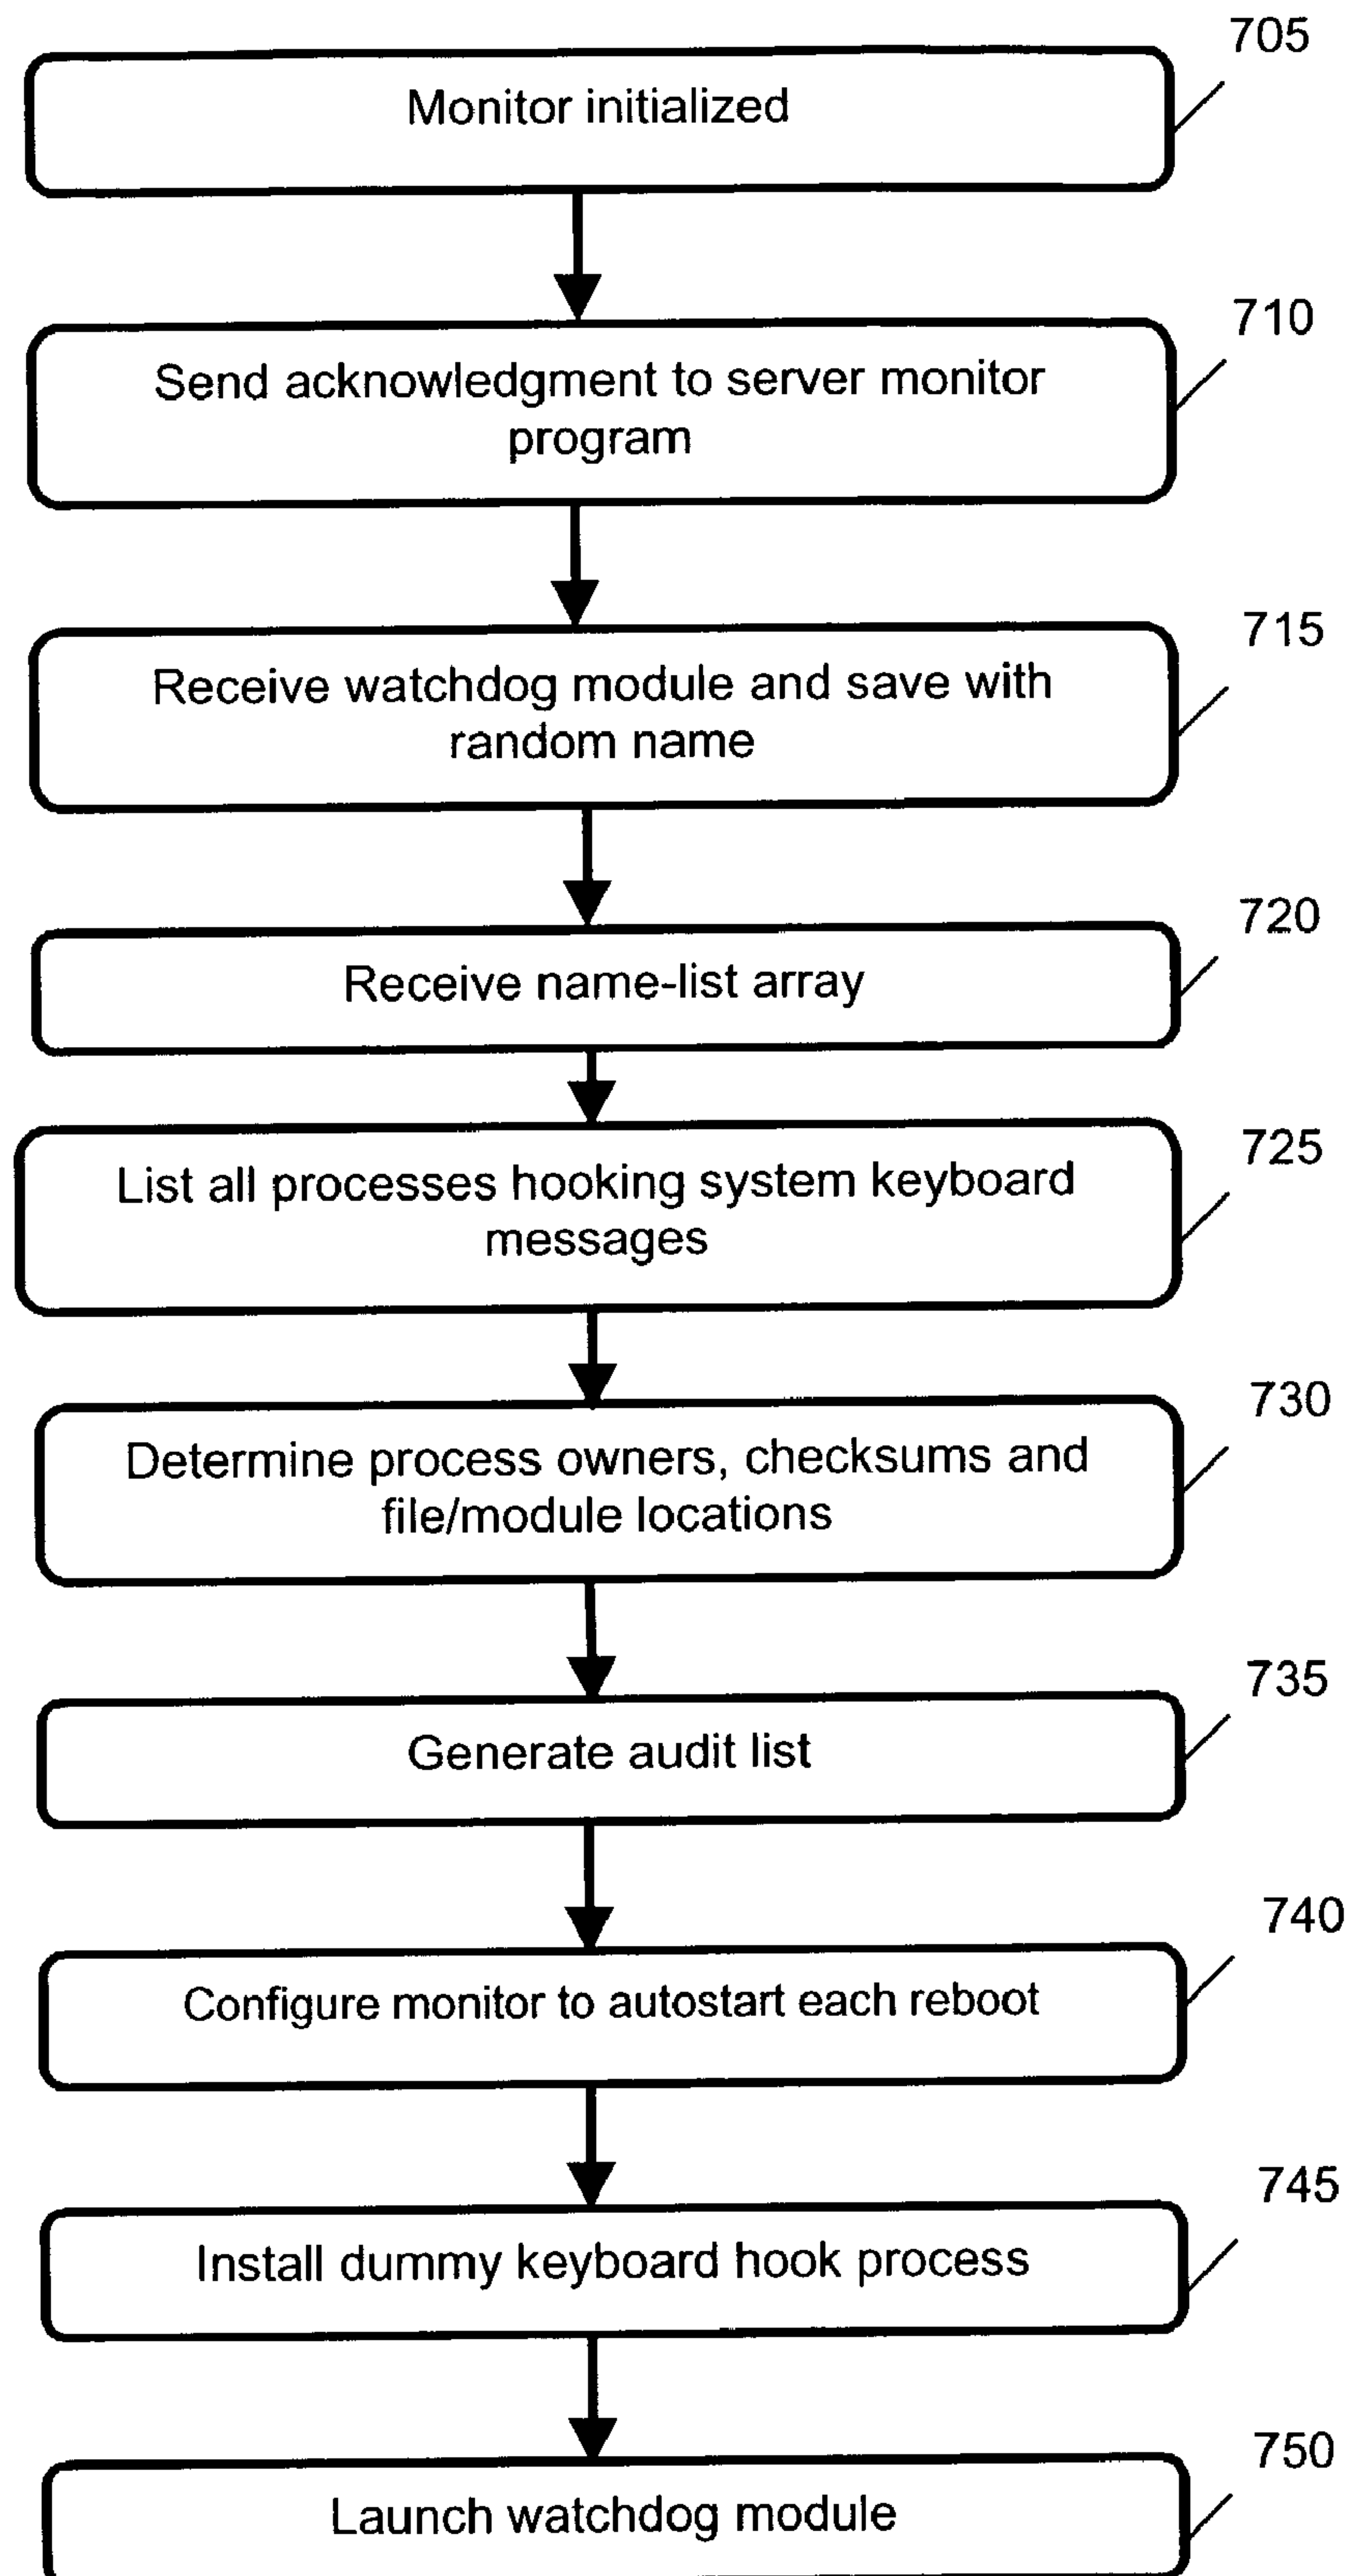 705
Monitor initialized
710
Send acknowledgment to server monitor
program
715
Receive watchdog module and save with
random name
720
Receive name-list array
725
List all processes hooking system keyboard
messages
730
Determine process owners, checksums and
file/module locations
735
Generate audit list
740
Configure monitor to autostart each reboot
745
Install dummy keyboard hook process
750
Launch watchdog module